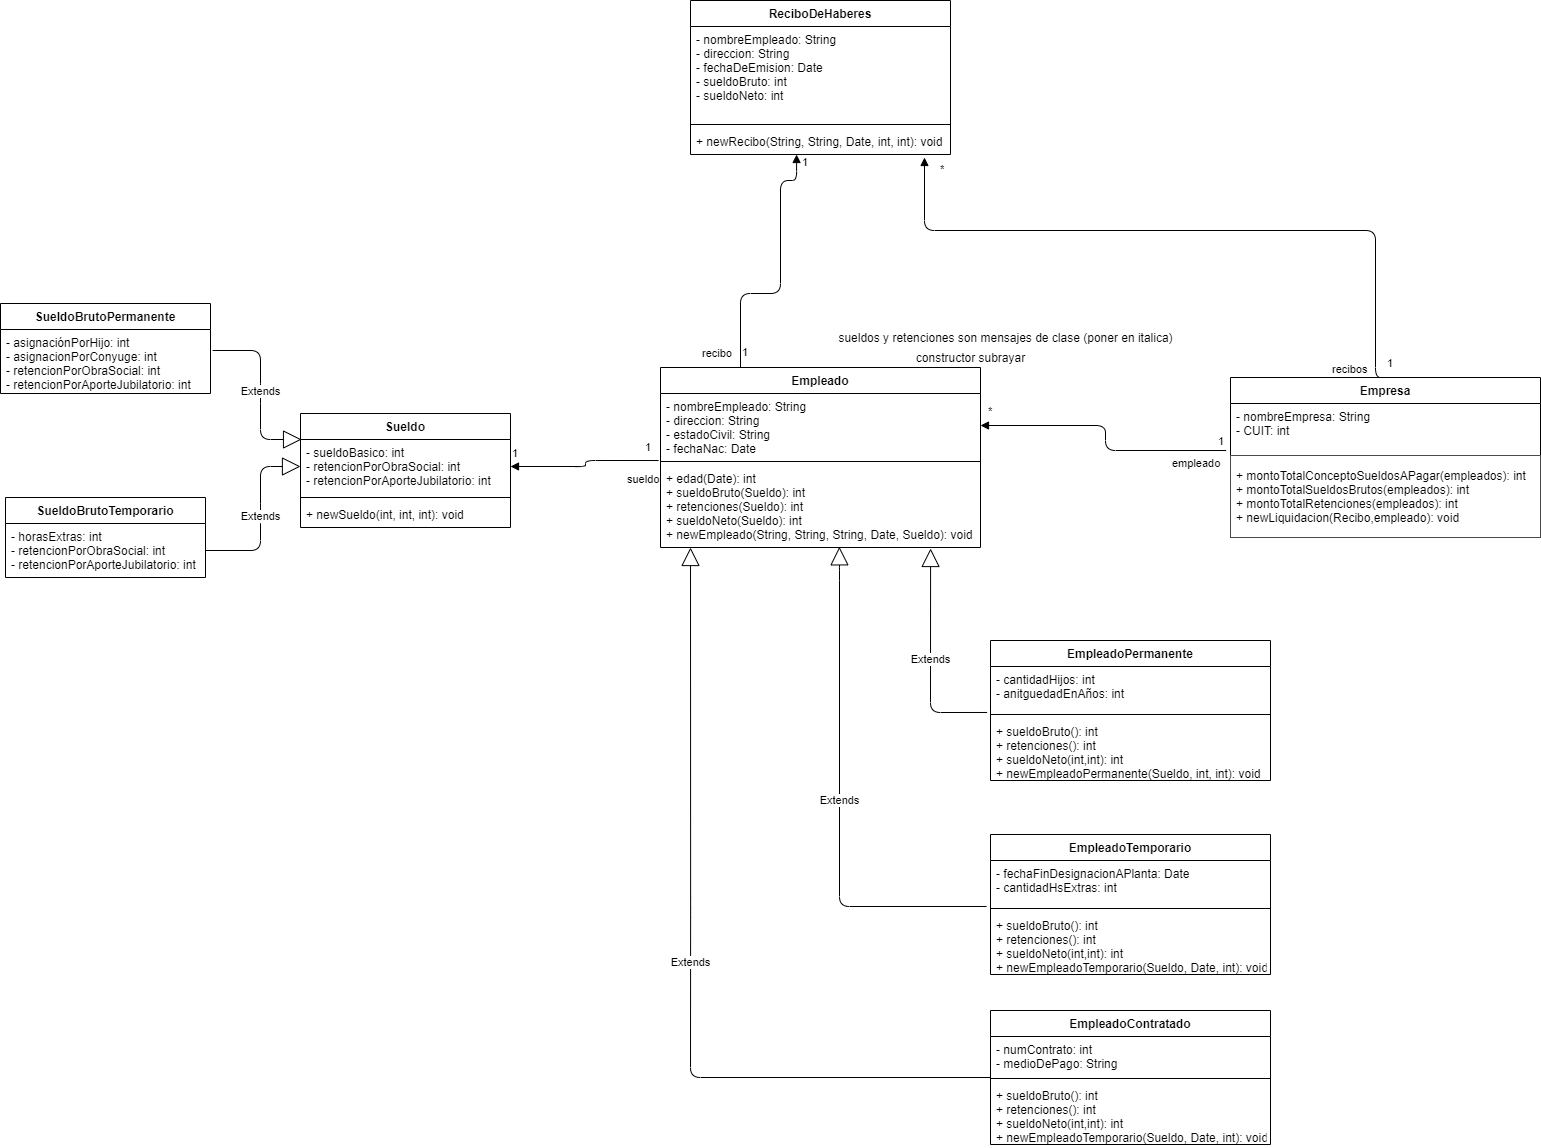 ReciboDeHaberes
- nombreEmpleado: String
- direccion: String
- fechaDeEmision: Date
- sueldoBruto: int
- sueldoNeto: int
+ newRecibo(String, String, Date, int, int): void
1
*
SueldoBrutoPermanente
- asignaciónPorHijo: int
- asignacionPorConyuge: int
- retencionPorObraSocial: int
- retencionPorAporteJubilatorio: int
Extends
sueldos y retenciones son mensajes de clase (poner en italica)
constructor subrayar
recibo
1
recibos
1
Sueldo
- sueldoBasico: int
- retencionPorObraSocial: int
- retencionPorAporteJubilatorio: int
+ newSueldo(int, int, int): void
1
1
sueldo
Empleado
- nombreEmpleado: String
- direccion: String
- estadoCivil: String
- fechaNac: Date
+ edad(Date): int
+ sueldoBruto(Sueldo): int
+ retenciones(Sueldo): int
+ sueldoNeto(Sueldo): int
+ newEmpleado(String, String, String, Date, Sueldo): void
*
1
empleado
Empresa
- nombreEmpresa: String
- CUIT: int
+ montoTotalConceptoSueldosAPagar(empleados): int
+ montoTotalSueldosBrutos(empleados): int
+ montoTotalRetenciones(empleados): int
+ newLiquidacion(Recibo,empleado): void
SueldoBrutoTemporario
- horasExtras: int
- retencionPorObraSocial: int
- retencionPorAporteJubilatorio: int
Extends
Extends
EmpleadoPermanente
- cantidadHijos: int
- anitguedadEnAños: int
+ sueldoBruto(): int
+ retenciones(): int
+ sueldoNeto(int,int): int
+ newEmpleadoPermanente(Sueldo, int, int): void
Extends
EmpleadoTemporario
- fechaFinDesignacionAPlanta: Date
- cantidadHsExtras: int
+ sueldoBruto(): int
+ retenciones(): int
+ sueldoNeto(int,int): int
+ newEmpleadoTemporario(Sueldo, Date, int): void
Extends
EmpleadoContratado
- numContrato: int
- medioDePago: String
+ sueldoBruto(): int
+ retenciones(): int
+ sueldoNeto(int,int): int
+ newEmpleadoTemporario(Sueldo, Date, int): void